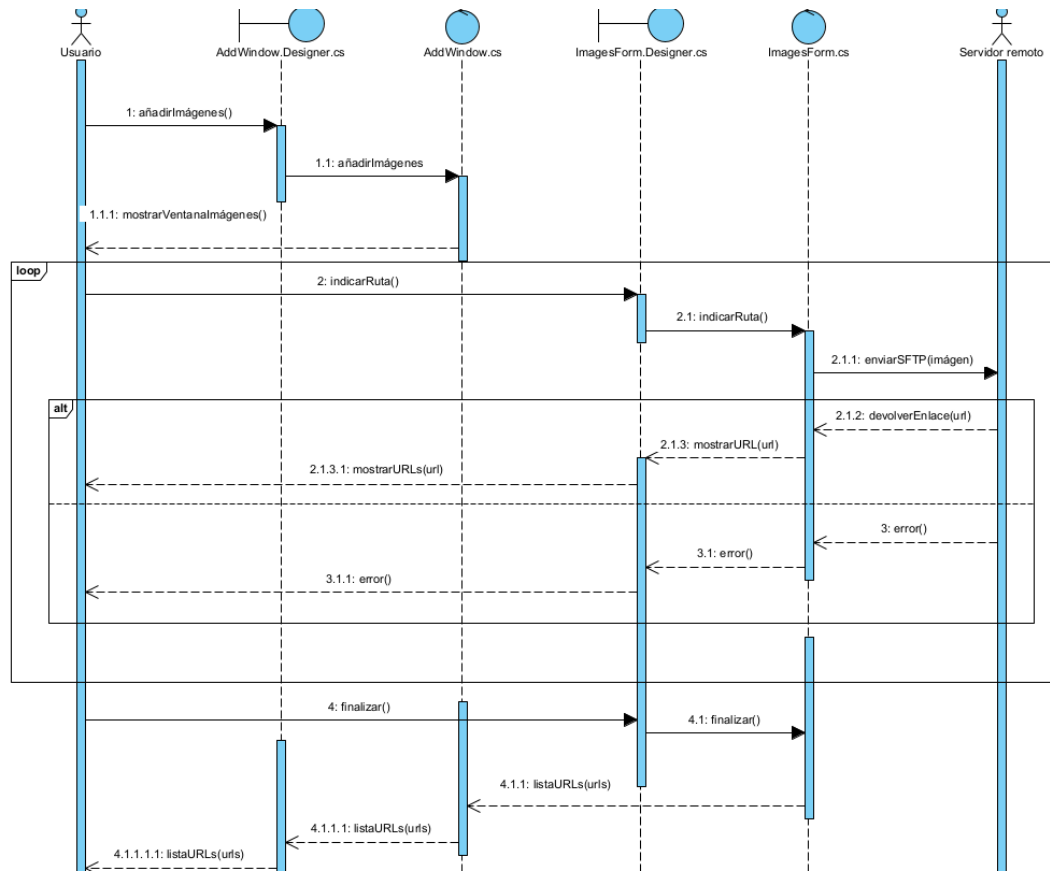 Usuario
AddWindow.Designer.cs
AddWindow.cs
ImagesForm.Designer.cs
ImagesForm.cs
Servidor remoto
1: añadirImágenes()
1.1: añadirImágenes
1.1.1: mostrarVentanaImágenes()
loop
2: indicarRuta()
2.1: indicarRuta()
2.1.1: enviarSFTP(imágen)
alt
2.1.2: devolverEnlace(url)
2.1.3: mostrarURL(url)
2.1.3.1: mostrarURLs(url)
3: error()
3.1: error()
3.1.1: error()
4: finalizar()
4.1: finalizar()
4.1.1: listaURLs(urls)
4.1.1.1: listaURLs(urls)
4.1.1.1.1: listaURLs(urls)